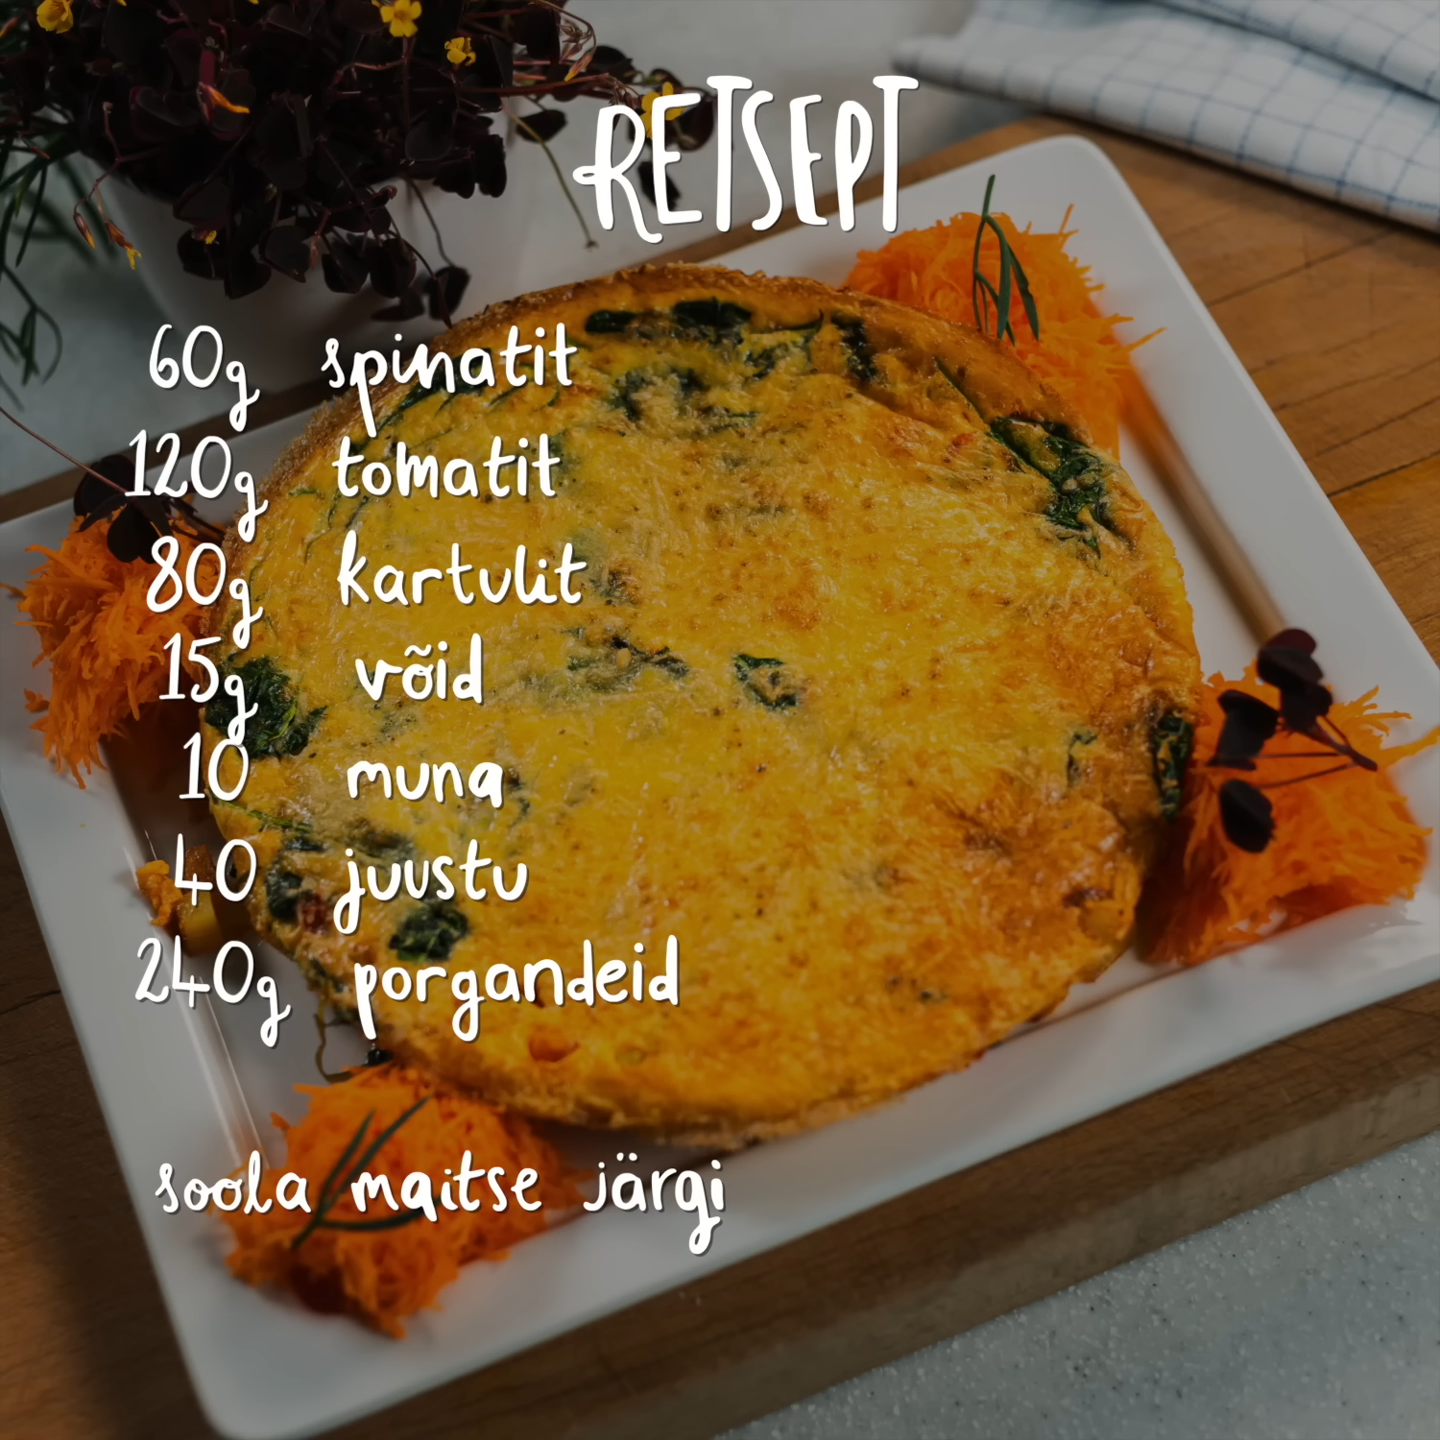 RETSEPT
60g spinatit
120g tomatit
80g kartulit
15g võid
10 muna
40 juustu
240g porgandeid
soola maitse järgi